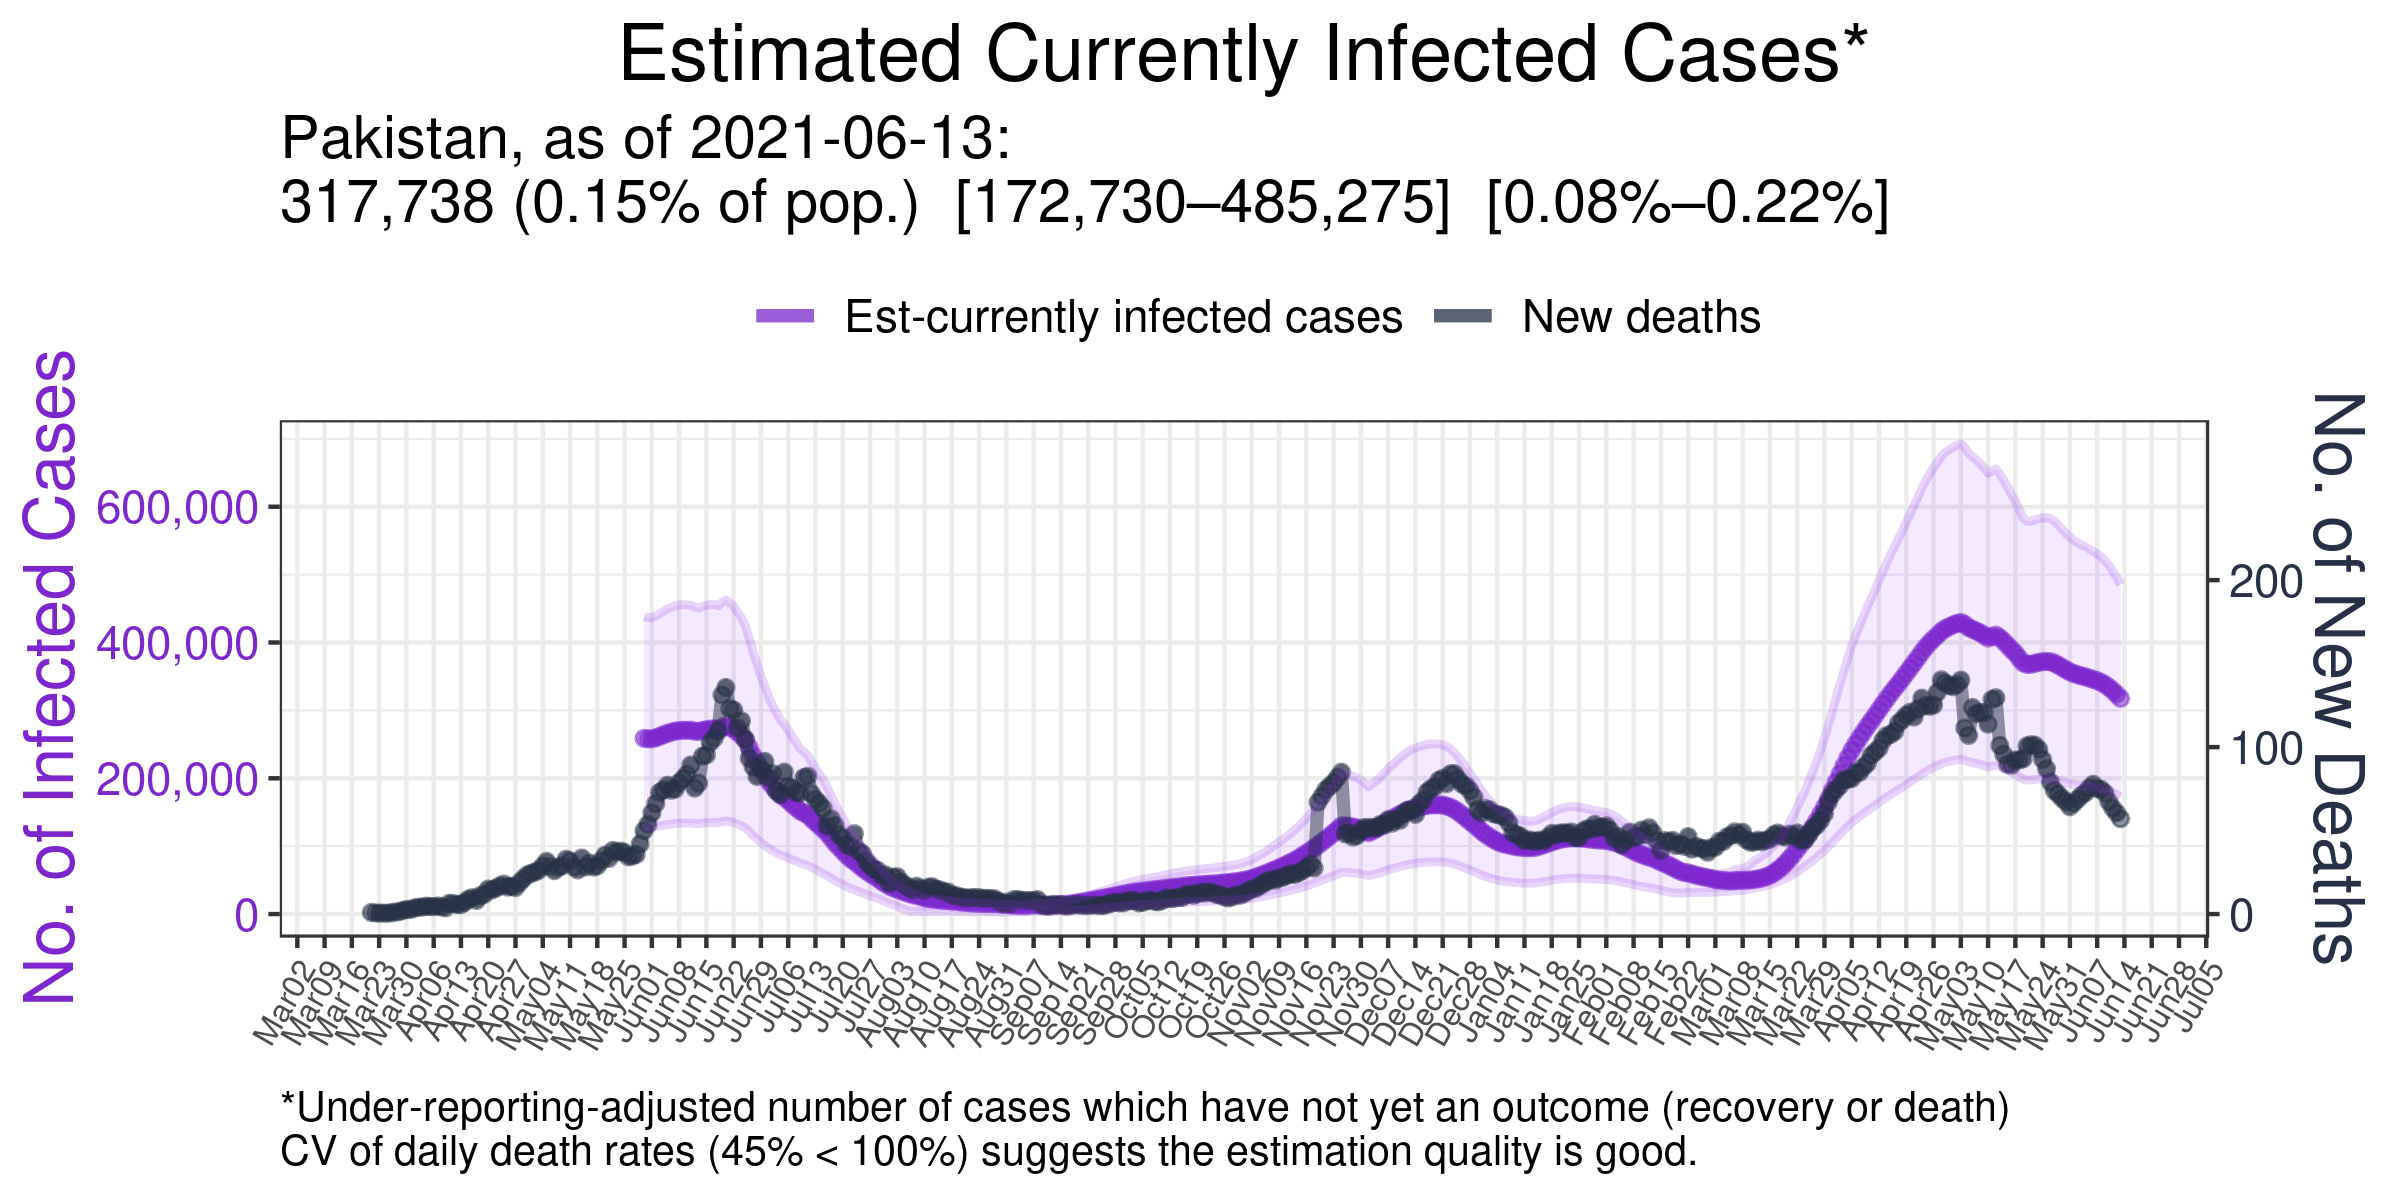 Estimated Currently Infected Cases*
Pakistan, as of 2021-06-13:
317,738 (0.15% of pop.)  [172,730–485,275]  [0.08%–0.22%]
Est-currently infected cases
New deaths
No. of Infected Cases
600,000
400,000
200,000
0
200
100
0
No. of New Deaths
Mar02
Mar09
Mar16
Mar23
Mar30
Apr06
Apr13
Apr20
Apr27
May04
May11
May18
May25
Jun01
Jun08
Jun15
Jun22
Jun29
Jul06
Jul13
Jul20
Jul27
Aug03
Aug10
Aug17
Aug24
Aug31
Sep07
Sep14
Sep21
Sep28
Oct05
Oct12
Oct19
Oct26
Nov02
Nov09
Nov16
Nov23
Nov30
Dec07
Dec14
Dec21
Dec28
Jan04
Jan11
Jan18
Jan25
Feb01
Feb08
Feb15
Feb22
Mar01
Mar08
Mar15
Mar22
Mar29
Apr05
Apr12
Apr19
Apr26
May03
May10
May17
May24
May31
Jun07
Jun14
Jun21
Jun28
Jul05
*Under-reporting-adjusted number of cases which have not yet an outcome (recovery or death)
CV of daily death rates (45% < 100%) suggests the estimation quality is good.